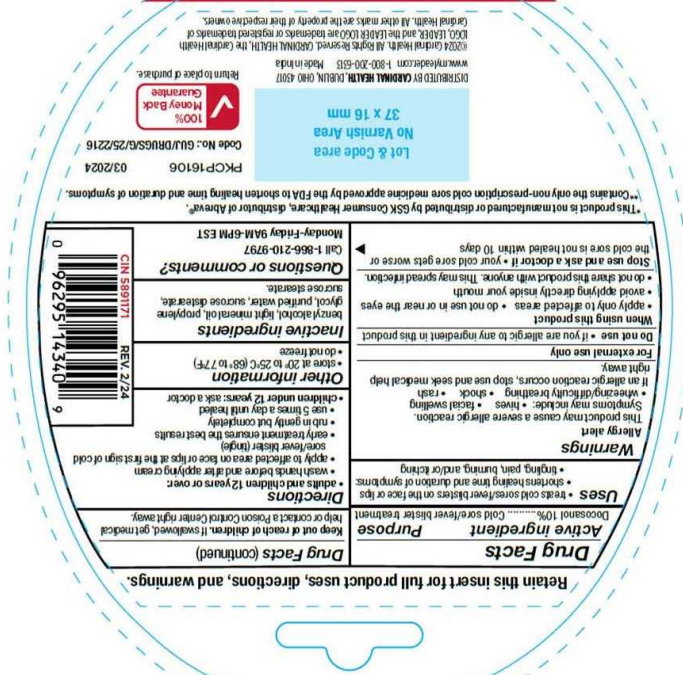 Retain this insert for full product uses, directions, and warnings.
Drug Facts
Active ingredient Purpose
Docosanol 10%.......... Cold sore/fever blister treatment
Uses • treats cold sores/fever blisters on the face or lips
• shortens healing time and duration of symptoms:
• tingling, pain, burning, and/or itching
Warnings
Allergy alert
This product may cause a severe allergic reaction.
Symptoms may include: • hives • facial swelling
• wheezing/difficulty breathing • shock • rash
If an allergic reaction occurs, stop use and seek medical help
right away.
For external use only
Do not use • if you are allergic to any ingredient in this product
When using this product
• apply only to affected areas • do not use in or near the eyes
• avoid applying directly inside your mouth
• do not share this product with anyone. This may spread infection.
Stop use and ask a doctor if • your cold sore gets worse or
the cold sore is not healed within 10 days
Drug Facts (continued)
Keep out of reach of children. If swallowed, get medical
help or contact a Poison Control Center right away.
Directions
• adults and children 12 years or over:
• wash hands before and after applying cream
• apply to affected area on face or lips at the first sign of cold
sore/fever blister (tingle)
early treatment ensures the best results
• rub in gently but completely
• use 5 times a day until healed
• children under 12 years: ask a doctor
Other information
• store at 20° to 25°C (68° to 77°F)
• do not freeze
Inactive ingredients
benzyl alcohol, light mineral oil, propylene
glycol, purified water, sucrose distearate,
sucrose stearate.
Questions or comments?
Call 1-866-210-9797
Monday-Friday 9AM-6PM EST
CIN 5891171 REV. 2/24
0 96295 14340 9
*This product is not manufactured or distributed by GSK Consumer Healthcare, distributor of Abreva®.
**Contains the only non-prescription cold sore medicine approved by the FDA to shorten healing time and duration of symptoms.
Lot & Code area
No Varnish Area
37 x 16 mm
PKCP16106 03/2024
Code No.: GUJ/DRUGS/G/25/2216
100%
Money Back
Guarantee
Return to place of purchase.
DISTRIBUTED BY CARDINAL HEALTH, DUBLIN, OHIO 43017
www.myleader.com 1-800-200-6313 Made in India
©2024 Cardinal Health. All Rights Reserved. CARDINAL HEALTH, the Cardinal Health
LOGO, LEADER, and the LEADER LOGO are trademarks or registered trademarks of
Cardinal Health. All other marks are the property of their respective owners.